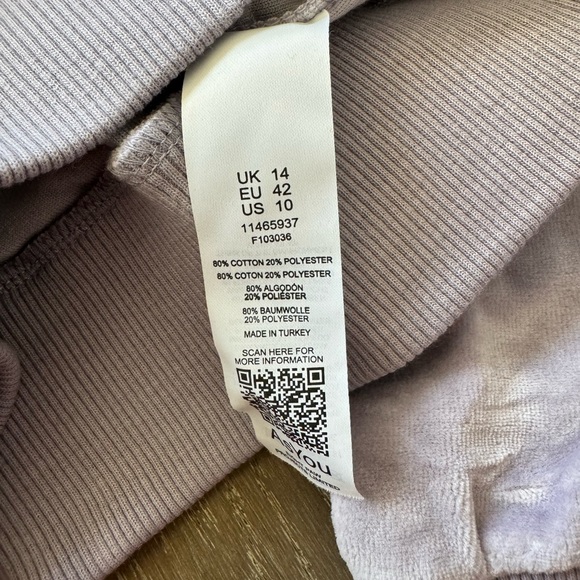 UK 14
EU 42
US 10
11465937
F103036
80% COTTON 20% POLYESTER
80% COTON 20% POLYESTER
80% ALGODÓN
20% POLIÉSTER
80% BAUMWOLLE
20% POLYESTER
MADE IN TURKEY
SCAN HERE FOR
MORE INFORMATION
ASYOU
LIMITED